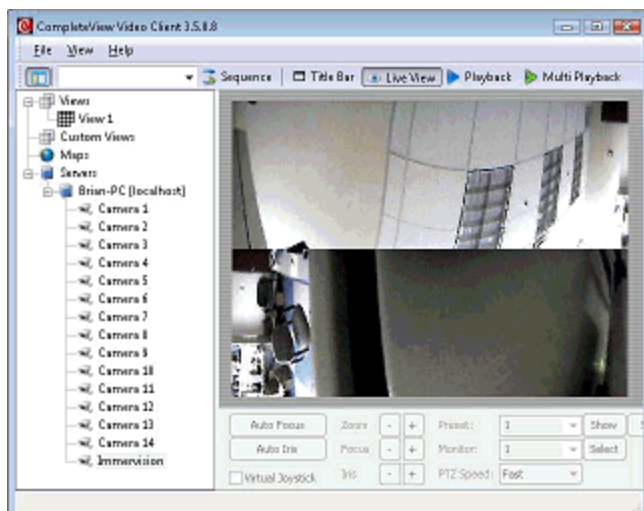 CompleteView Video Client 3.5.8.8
File View Help
Sequence Title Bar Live View Playback Multi Playback
Views
View 1
Custom Views
Maps
Servers
Brian-PC (localhost)
Camera 1
Camera 2
Camera 3
Camera 4
Camera 5
Camera 6
Camera 7
Camera 8
Camera 9
Camera 10
Camera 11
Camera 12
Camera 13
Camera 14
Immervision
Auto Focus Zoom - + Preset: 1 Show
Auto Iris Focus - + Monitor: 1 Select
Virtual Joystick Iris - + PTZ Speed: Fast